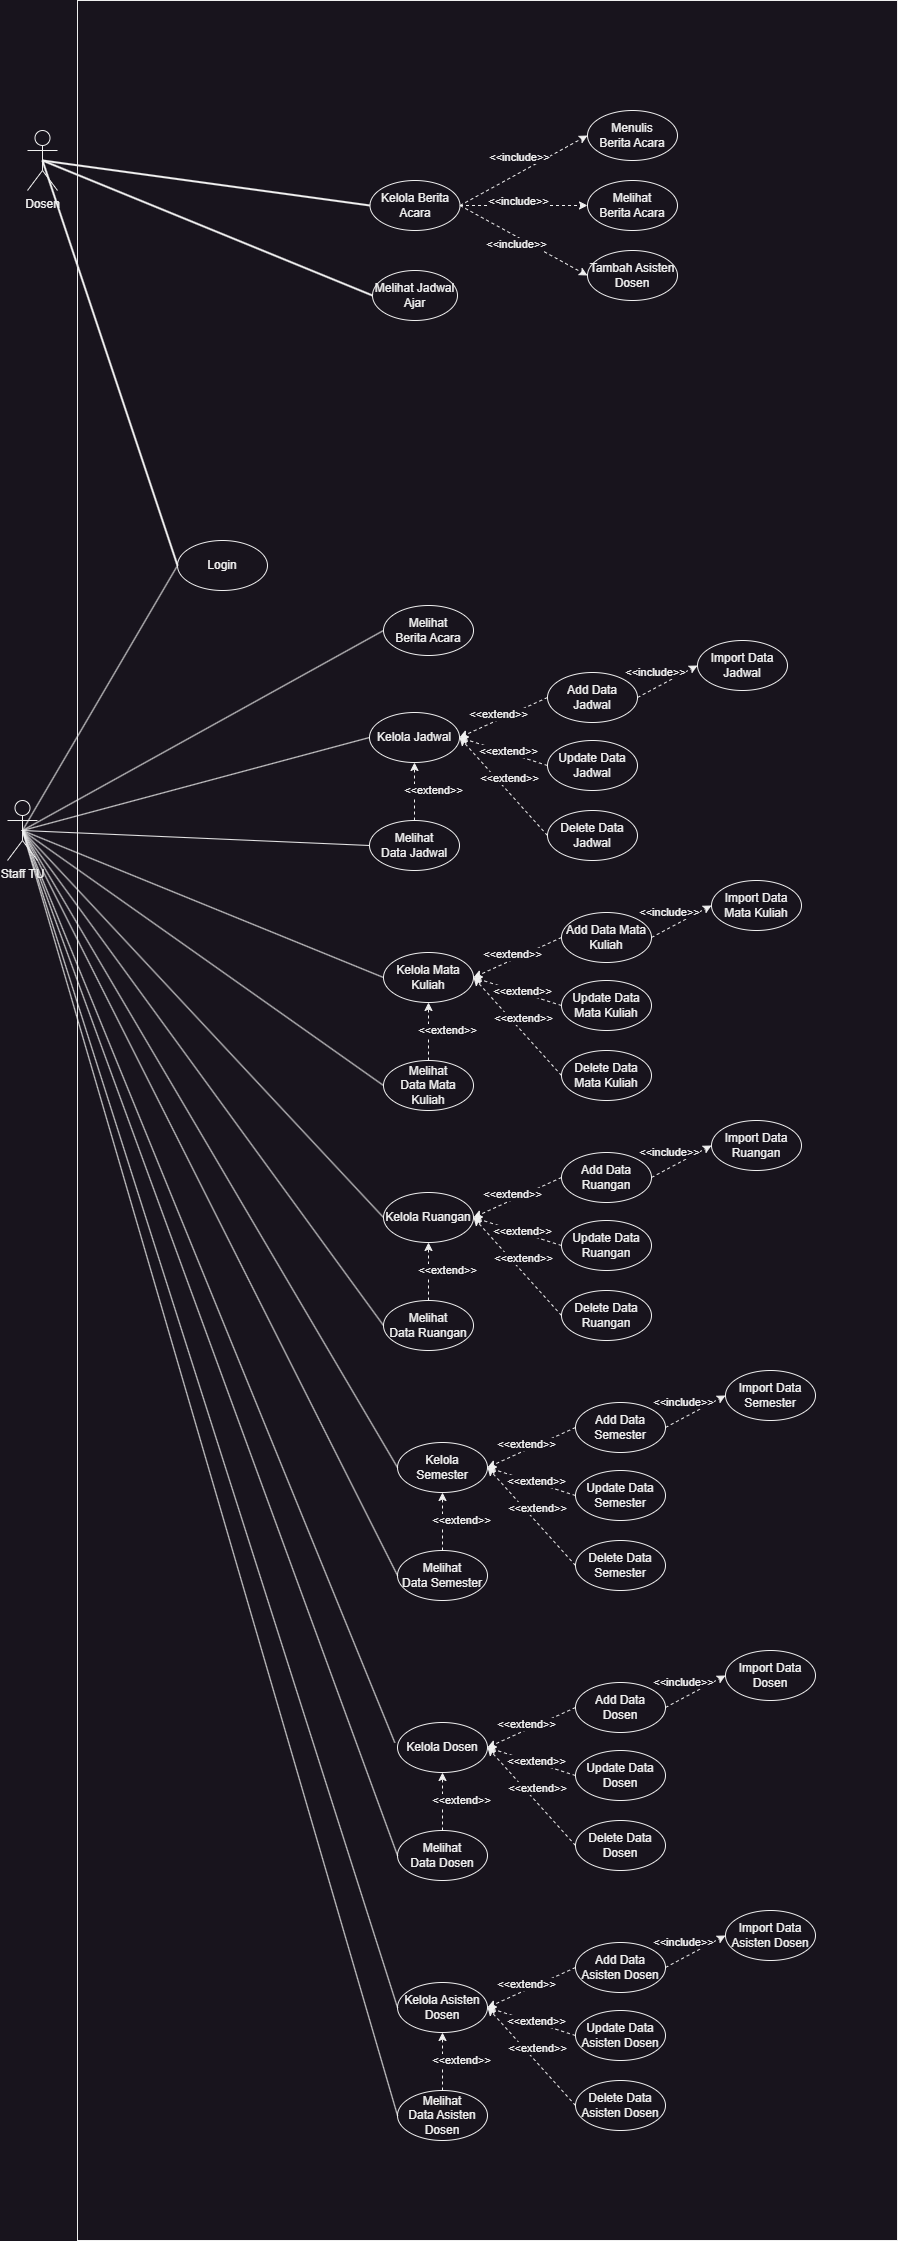 Menulis
Berita Acara
<<include>>
Dosen
Kelola Berita
Acara
<<include>>
Melihat
Berita Acara
<<include>>
Tambah Asisten
Dosen
Melihat Jadwal
Ajar
Login
Melihat
Berita Acara
Import Data
Jadwal
<<include>>
Add Data
Jadwal
<<extend>>
Kelola Jadwal
<<extend>>
Update Data
Jadwal
<<extend>>
<<extend>>
Delete Data
Jadwal
Melihat
Data Jadwal
Staff TU
Import Data
Mata Kuliah
<<include>>
Add Data Mata
Kuliah
<<extend>>
Kelola Mata
Kuliah
<<extend>>
Update Data
Mata Kuliah
<<extend>>
<<extend>>
Delete Data
Mata Kuliah
Melihat
Data Mata
Kuliah
Import Data
Ruangan
<<include>>
Add Data
Ruangan
<<extend>>
Kelola Ruangan
<<extend>>
Update Data
Ruangan
<<extend>>
<<extend>>
Delete Data
Ruangan
Melihat
Data Ruangan
Import Data
Semester
<<include>>
Add Data
Semester
<<extend>>
Kelola
Semester
<<extend>>
Update Data
Semester
<<extend>>
<<extend>>
Delete Data
Semester
Melihat
Data Semester
Import Data
Dosen
<<include>>
Add Data
Dosen
<<extend>>
Kelola Dosen
<<extend>>
Update Data
Dosen
<<extend>>
<<extend>>
Delete Data
Dosen
Melihat
Data Dosen
Import Data
Asisten Dosen
<<include>>
Add Data
Asisten Dosen
<<extend>>
Kelola Asisten
Dosen
<<extend>>
Update Data
Asisten Dosen
<<extend>>
<<extend>>
Delete Data
Asisten Dosen
Melihat
Data Asisten
Dosen